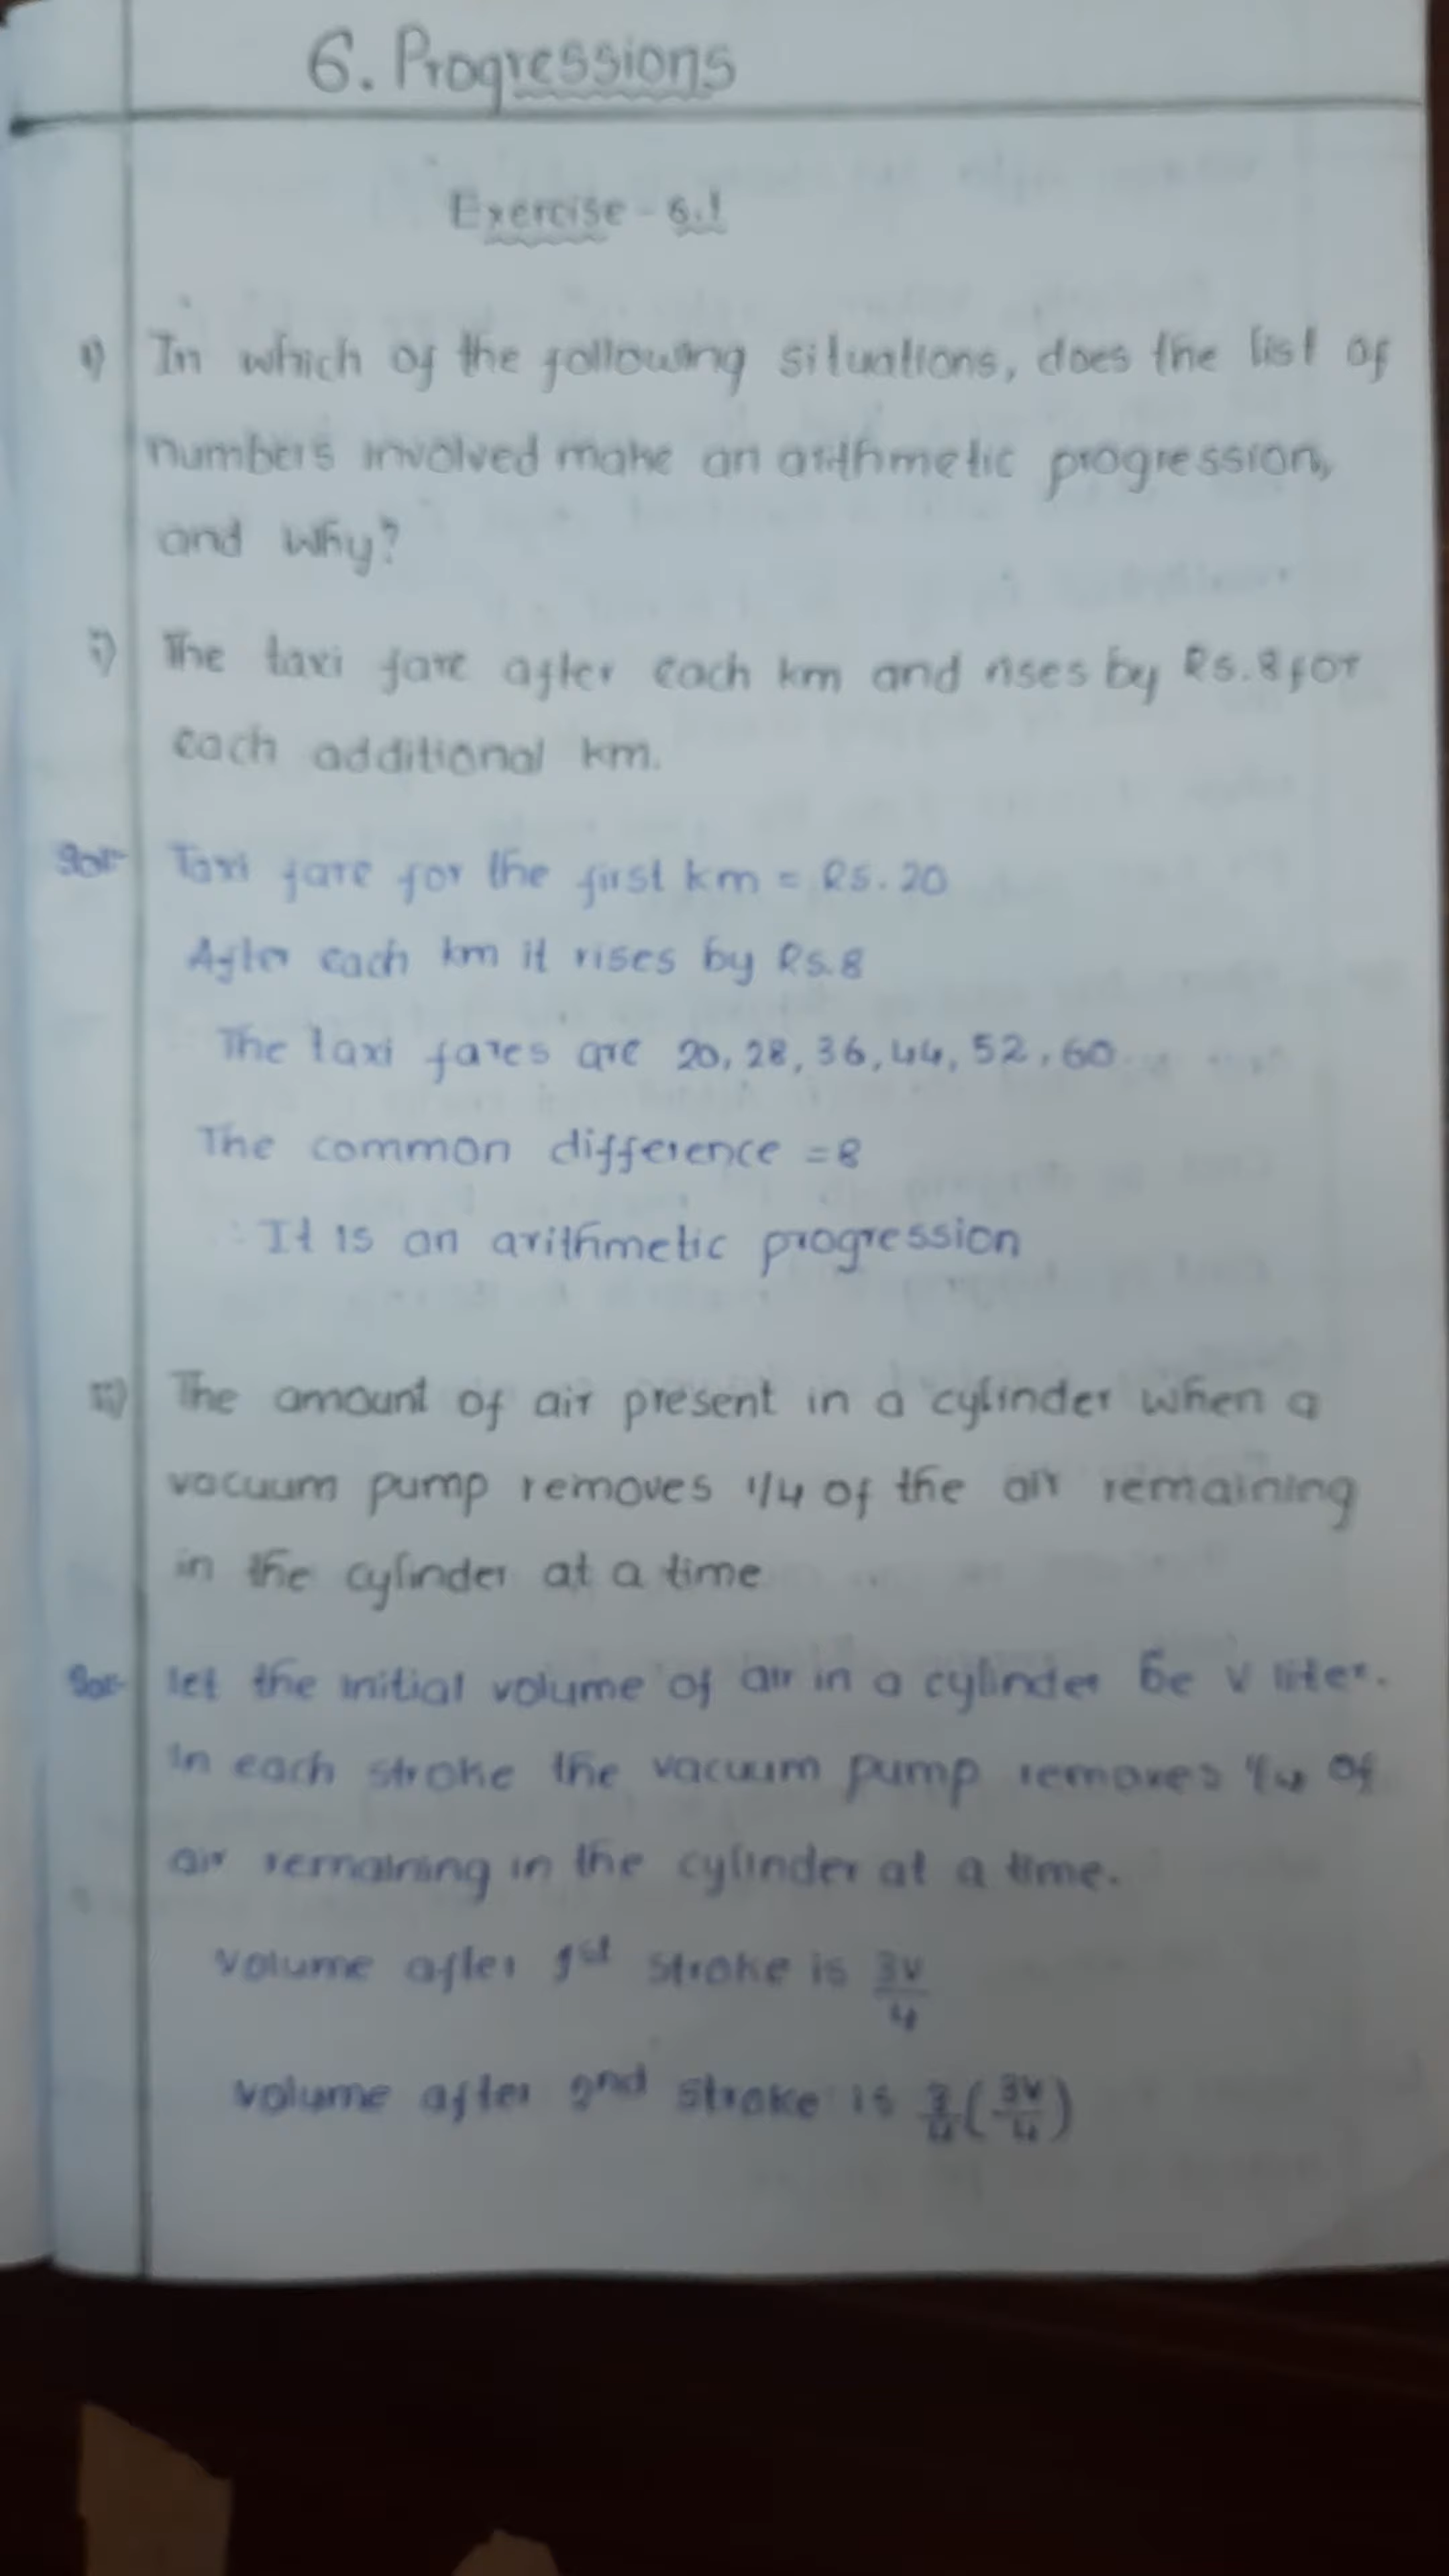 6. Progressions
Exercise - 6.1
1) In which of the following situations, does the list of
numbers involved make an arithmetic progression,
and why?
i) The taxi fare after each km and rises by Rs. 8 for
each additional km.
Sol:- Taxi fare for the first km = Rs. 20
After each km it rises by Rs. 8
The taxi fares are 20, 28, 36, 44, 52, 60
The common difference = 8
∴ It is an arithmetic progression
ii) The amount of air present in a cylinder when a
vacuum pump removes 1/4 of the air remaining
in the cylinder at a time
Sol:- let the initial volume of air in a cylinder be V liter.
In each stroke the vacuum pump removes 1/4 of
air remaining in the cylinder at a time.
volume after 1st stroke is 3V/4
volume after 2nd stroke is 3/4(3V/4)